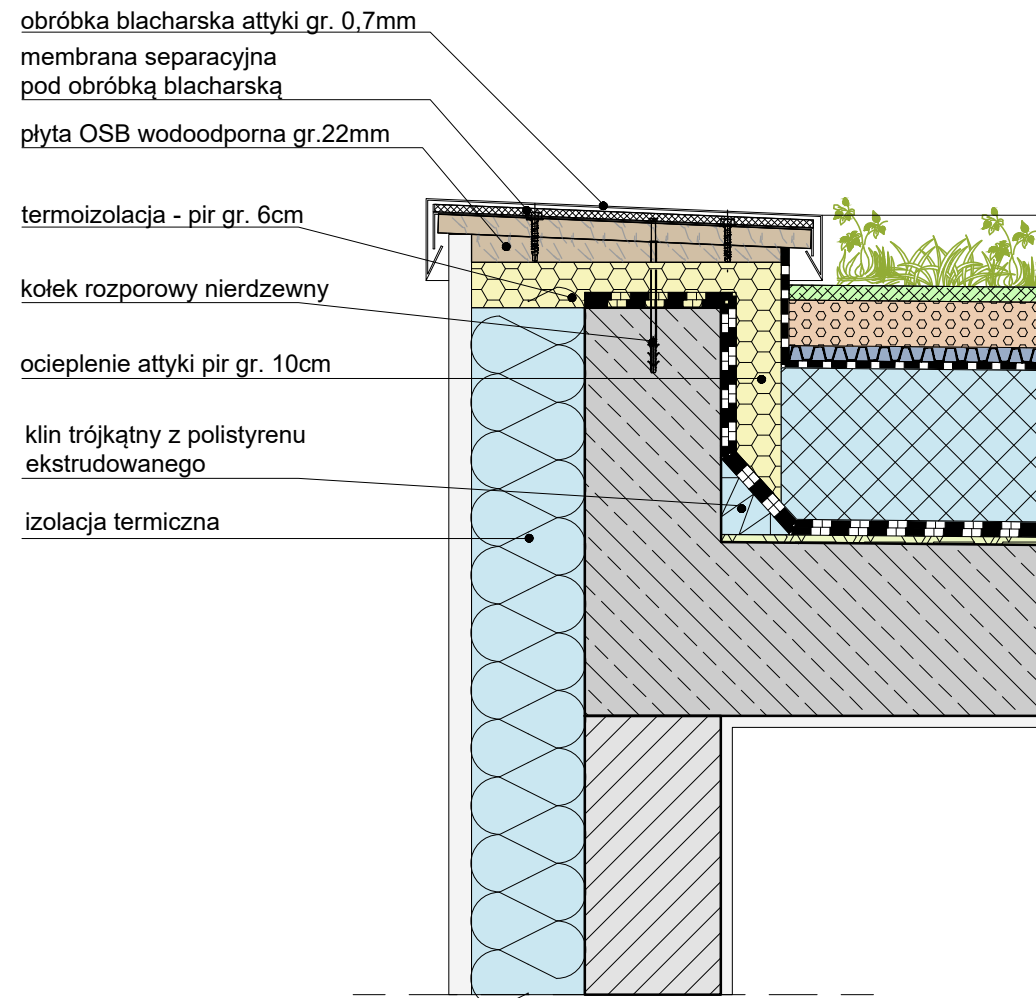 obróbka blacharska attyki gr. 0,7mm
membrana separacyjna
pod obróbką blacharską
płyta OSB wodoodporna gr.22mm
termoizolacja - pir gr. 6cm
kołek rozporowy nierdzewny
ocieplenie attyki pir gr. 10cm
klin trójkątny z polistyrenu
ekstrudowanego
izolacja termiczna